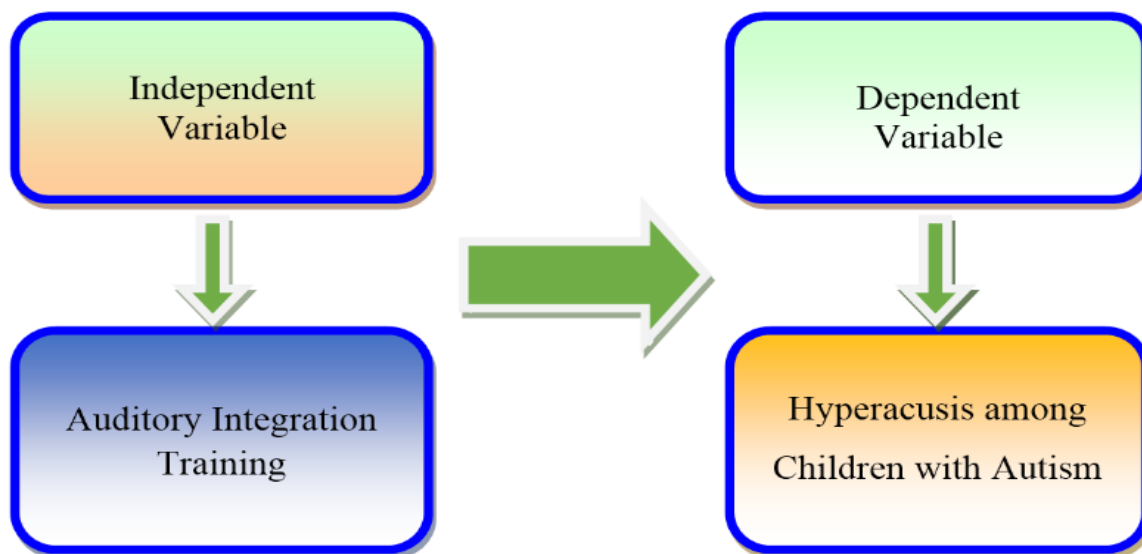 Independent
Variable
Dependent
Variable
Auditory Integration
Training
Hyperacusis among
Children with Autism